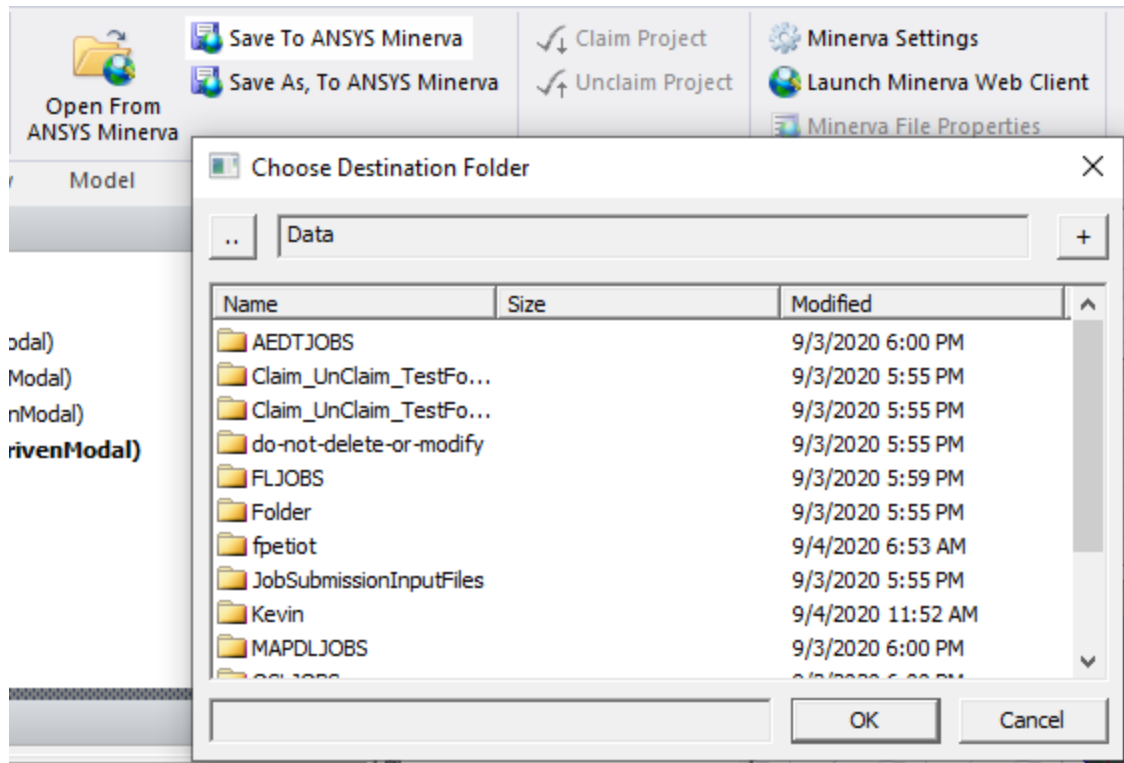 Save To ANSYS Minerva
Save As, To ANSYS Minerva
Open From
ANSYS Minerva
Claim Project
Unclaim Project
Minerva Settings
Launch Minerva Web Client
Minerva File Properties
Model
Choose Destination Folder
.. Data +
Name Size Modified
AEDTJOBS 9/3/2020 6:00 PM
Claim_UnClaim_TestFo... 9/3/2020 5:55 PM
Claim_UnClaim_TestFo... 9/3/2020 5:55 PM
do-not-delete-or-modify 9/3/2020 5:55 PM
FLJOBS 9/3/2020 5:59 PM
Folder 9/3/2020 5:55 PM
fpetiot 9/4/2020 6:53 AM
JobSubmissionInputFiles 9/3/2020 5:55 PM
Kevin 9/4/2020 11:52 AM
MAPDLJOBS 9/3/2020 6:00 PM
OK Cancel
odal)
Modal)
nModal)
rivenModal)